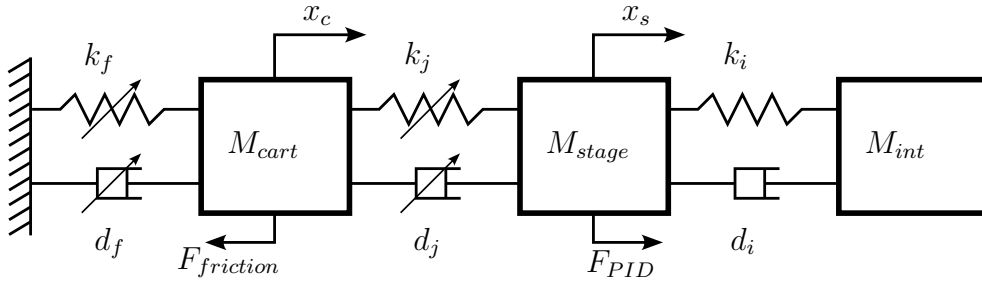 x_c x_s
k_f k_j k_i
M_cart M_stage M_int
d_f d_j d_i
F_friction F_PID